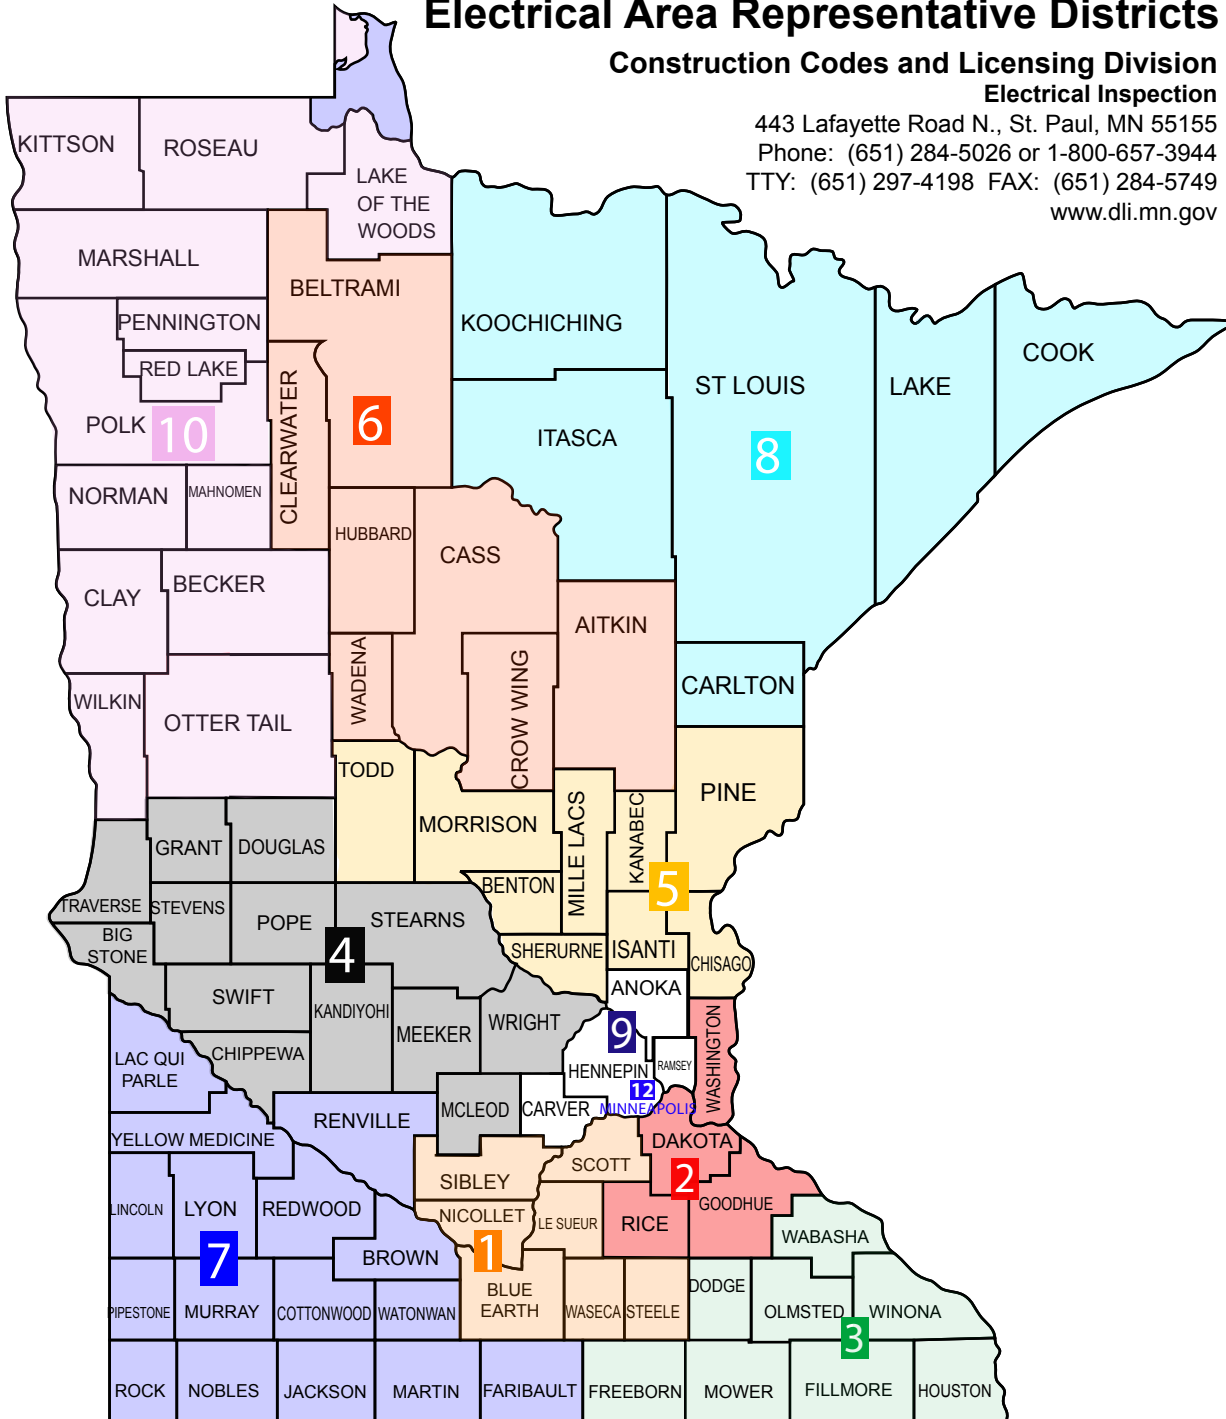 Electrical Area Representative Districts
Construction Codes and Licensing Division
Electrical Inspection
443 Lafayette Road N., St. Paul, MN 55155
Phone: (651) 284-5026 or 1-800-657-3944
TTY: (651) 297-4198 FAX: (651) 284-5749
www.dli.mn.gov
KITTSON
ROSEAU
LAKE
OF THE
WOODS
MARSHALL
BELTRAMI
PENNINGTON
KOOCHICHING
COOK
RED LAKE
ST LOUIS
LAKE
POLK
10
6
CLEARWATER
ITASCA
8
NORMAN
MAHNOMEN
HUBBARD
CASS
BECKER
CLAY
AITKIN
WADENA
CROW WING
CARLTON
WILKIN
OTTER TAIL
TODD
PINE
MORRISON
MILLE LACS
KANABEC
GRANT
DOUGLAS
BENTON
5
TRAVERSE
STEVENS
POPE
STEARNS
BIG
STONE
4
SHERURNE
ISANTI
CHISAGO
SWIFT
KANDIYOHI
ANOKA
MEEKER
WRIGHT
9
WASHINGTON
LAC QUI
PARLE
CHIPPEWA
HENNEPIN
RAMSEY
12
MINNEAPOLIS
RENVILLE
MCLEOD
CARVER
YELLOW MEDICINE
DAKOTA
SCOTT
SIBLEY
2
LINCOLN
LYON
REDWOOD
NICOLLET
LE SUEUR
RICE
GOODHUE
WABASHA
7
BROWN
1
DODGE
BLUE
EARTH
PIPESTONE
MURRAY
COTTONWOOD
WATONWAN
WASECA
STEELE
OLMSTED
WINONA
3
ROCK
NOBLES
JACKSON
MARTIN
FARIBAULT
FREEBORN
MOWER
FILLMORE
HOUSTON